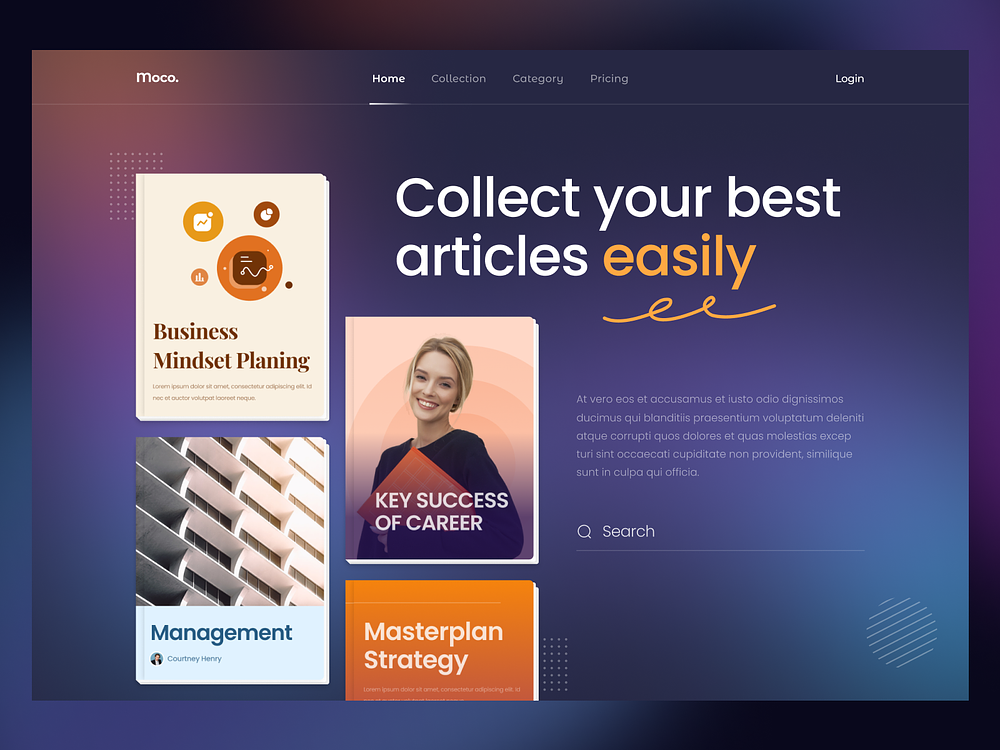 Moco.
Home Collection Category Pricing
Login
Collect your best
articles easily
Business
Mindset Planing
Lorem ipsum dolor sit amet, consectetur adipiscing elit. Id
nec et auctor volutpat laoreet neque.
KEY SUCCESS
OF CAREER
At vero eos et accusamus et iusto odio dignissimos
ducimus qui blanditiis praesentium voluptatum deleniti
atque corrupti quos dolores et quas molestias excep
turi sint occaecati cupiditate non provident, similique
sunt in culpa qui officia.
Search
Management
Courtney Henry
Masterplan
Strategy
Lorem ipsum dolor sit amet, consectetur adipiscing elit. Id